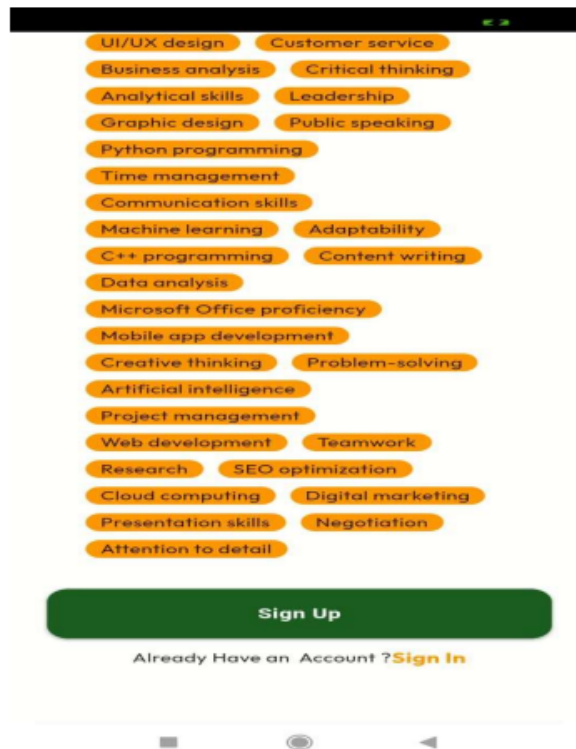 UI/UX design Customer service
Business analysis Critical thinking
Analytical skills Leadership
Graphic design Public speaking
Python programming
Time management
Communication skills
Machine learning Adaptability
C++ programming Content writing
Data analysis
Microsoft Office proficiency
Mobile app development
Creative thinking Problem-solving
Artificial intelligence
Project management
Web development Teamwork
Research SEO optimization
Cloud computing Digital marketing
Presentation skills Negotiation
Attention to detail
Sign Up
Already Have an Account ?Sign In